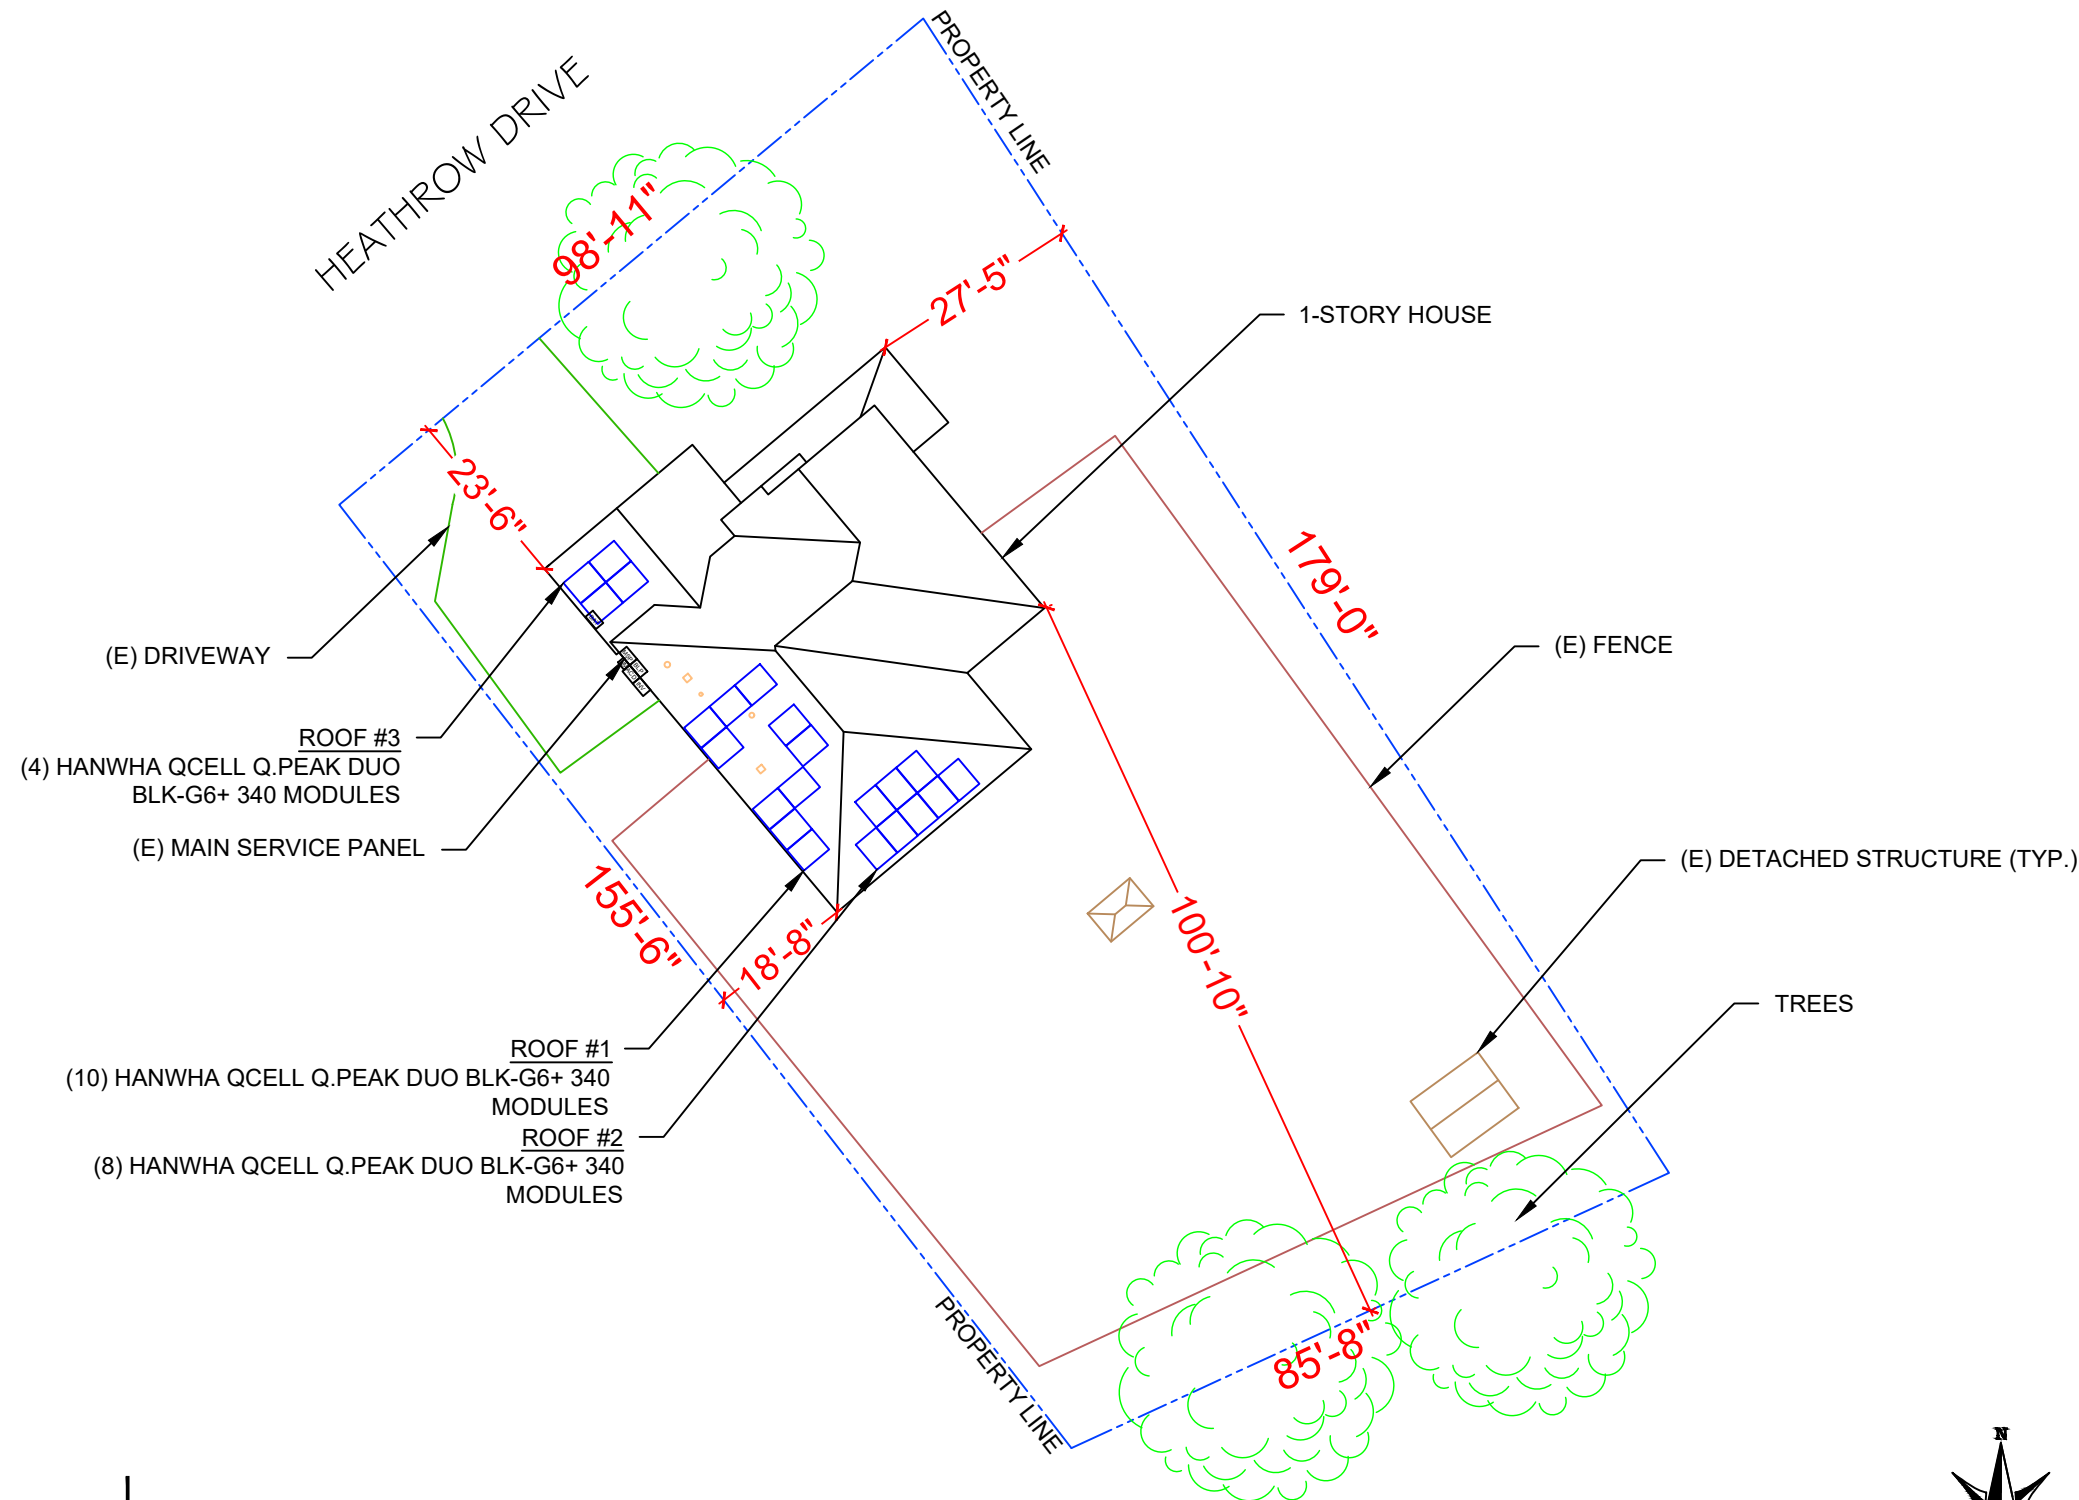 PROPERTY LINE
HEATHROW DRIVE
98'-11"
27'-5"
1-STORY HOUSE
23'-6"
179'-0"
(E) DRIVEWAY
(E) FENCE
ROOF #3
(4) HANWHA QCELL Q.PEAK DUO
BLK-G6+ 340 MODULES
(E) MAIN SERVICE PANEL
(E) DETACHED STRUCTURE (TYP.)
155'-6"
18'-8"
100'-10"
TREES
ROOF #1
(10) HANWHA QCELL Q.PEAK DUO BLK-G6+ 340
MODULES
ROOF #2
(8) HANWHA QCELL Q.PEAK DUO BLK-G6+ 340
MODULES
85'-8"
PROPERTY LINE
N